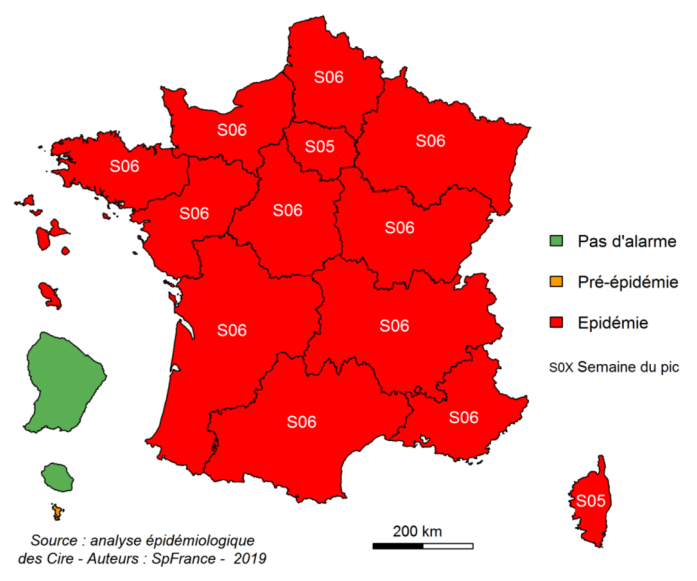 S06
S06
S05
S06
S06
S06
S06
S06
S06
S06
S06
S06
S05
Pas d'alarme
Pré-épidémie
Epidémie
S0X Semaine du pic
200 km
Source : analyse épidémiologique
des Cire - Auteurs : SpFrance - 2019